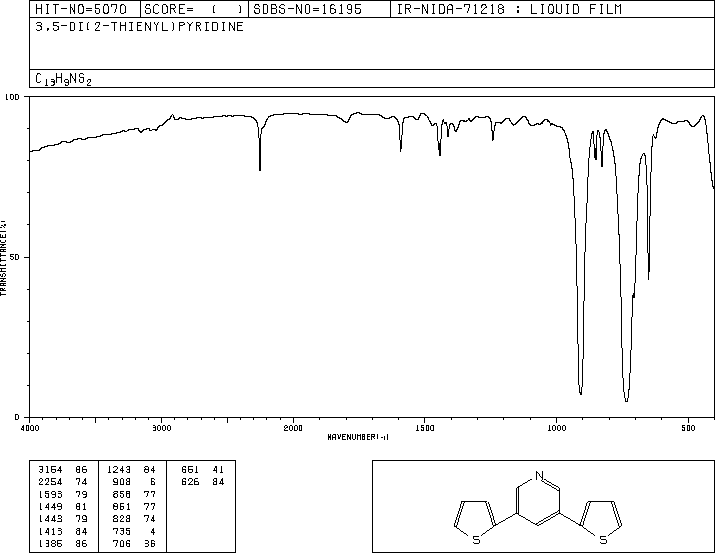 HIT-NO=5070 SCORE= ( ) SDBS-NO=16195 IR-NIDA-71218 : LIQUID FILM
3,5-DI(2-THIENYL)PYRIDINE
C13H9NS2
100
50
0
TRANSMITTANCE(%)
4000 3000 2000 1500 1000 500
WAVENUMBER(-1)
3154 86 1243 84 651 41
2254 74 908 6 626 84
1593 79 858 77
1449 81 851 77
1443 79 828 74
1413 84 735 4
1386 86 706 36
N
S S